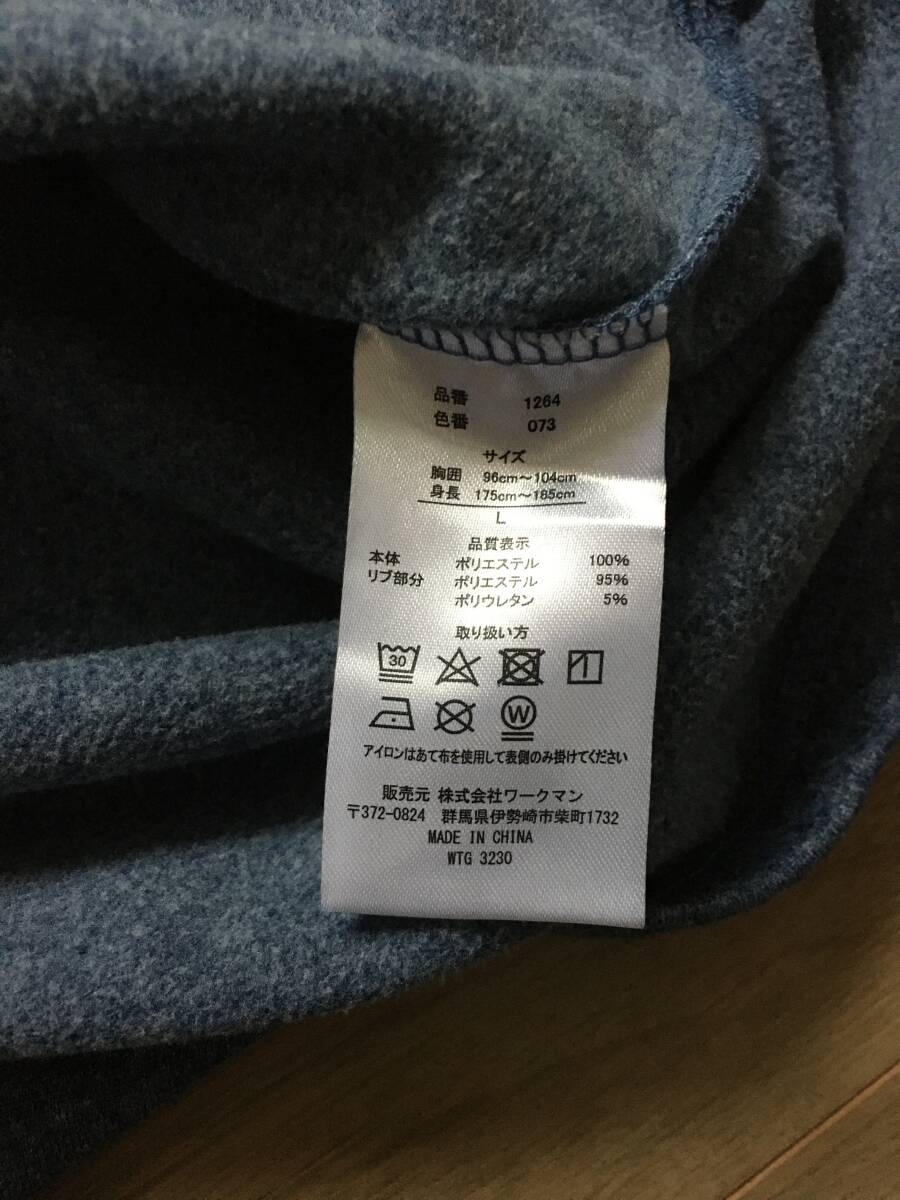 品番 1264
色番 073
サイズ
胸囲 96cm～104cm
身長 175cm～185cm
L
品質表示
本体 ポリエステル 100%
リブ部分 ポリエステル 95%
ポリウレタン 5%
取り扱い方
30
W
アイロンはあて布を使用して表側のみ掛けてください
販売元 株式会社ワークマン
〒372-0824 群馬県伊勢崎市柴町1732
MADE IN CHINA
WTG 3230